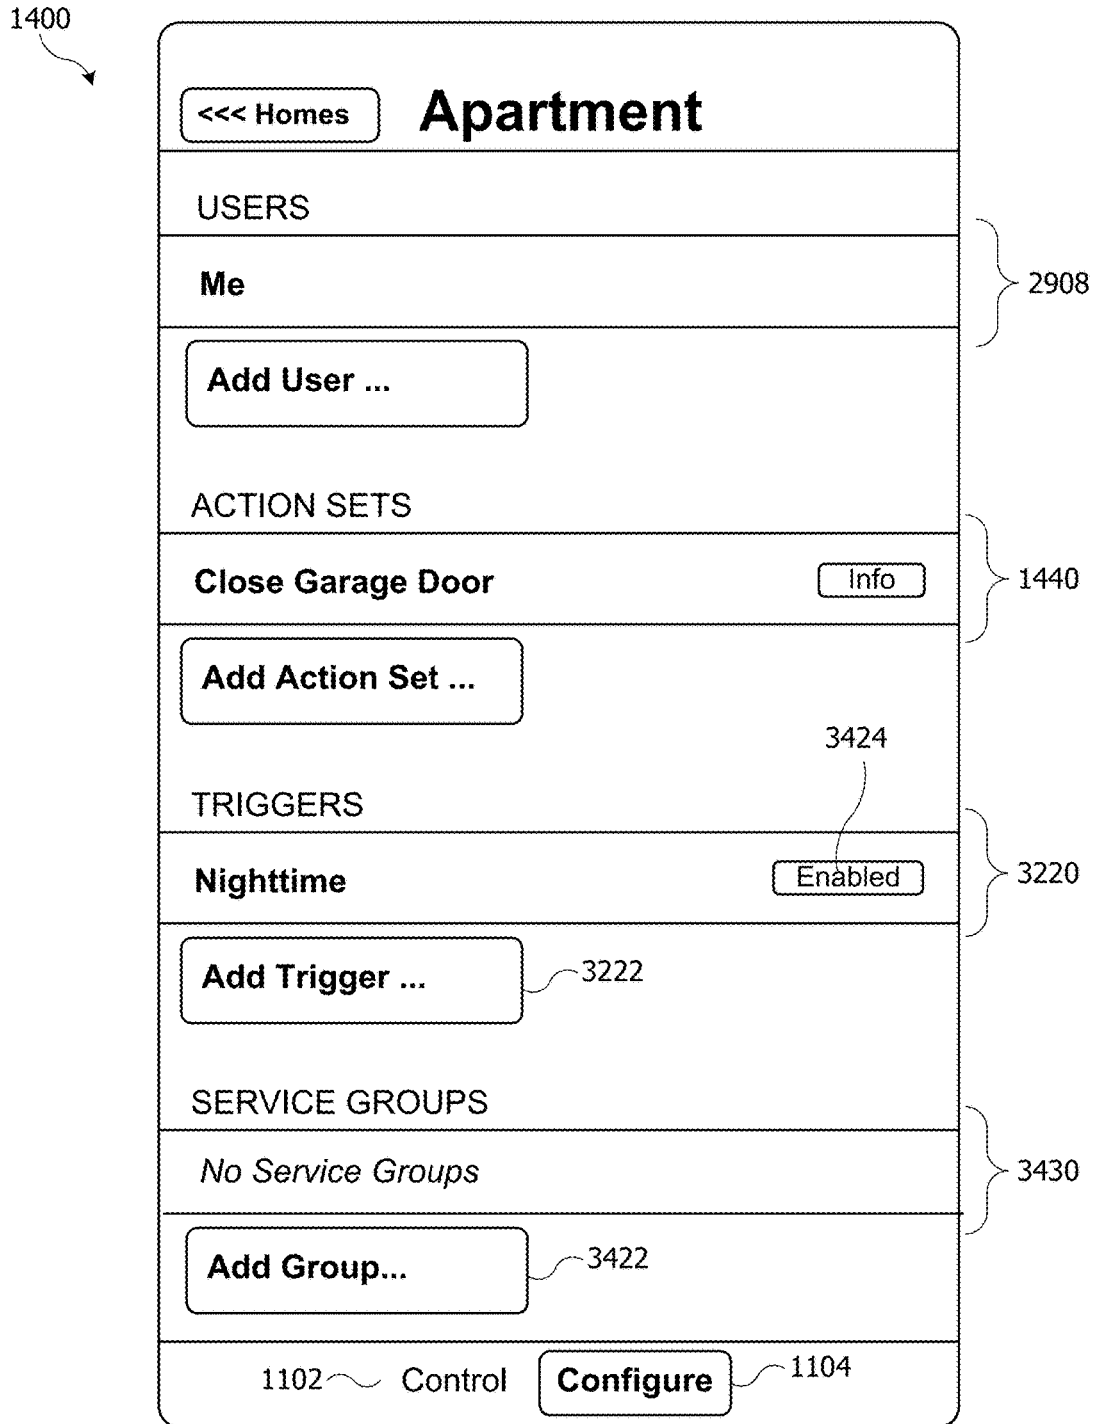 1400
<<< Homes Apartment
USERS
Me
2908
Add User ...
ACTION SETS
Close Garage Door Info
1440
Add Action Set ...
3424
TRIGGERS
Nighttime Enabled
3220
Add Trigger ... 3222
SERVICE GROUPS
No Service Groups
3430
Add Group... 3422
1102 Control Configure 1104